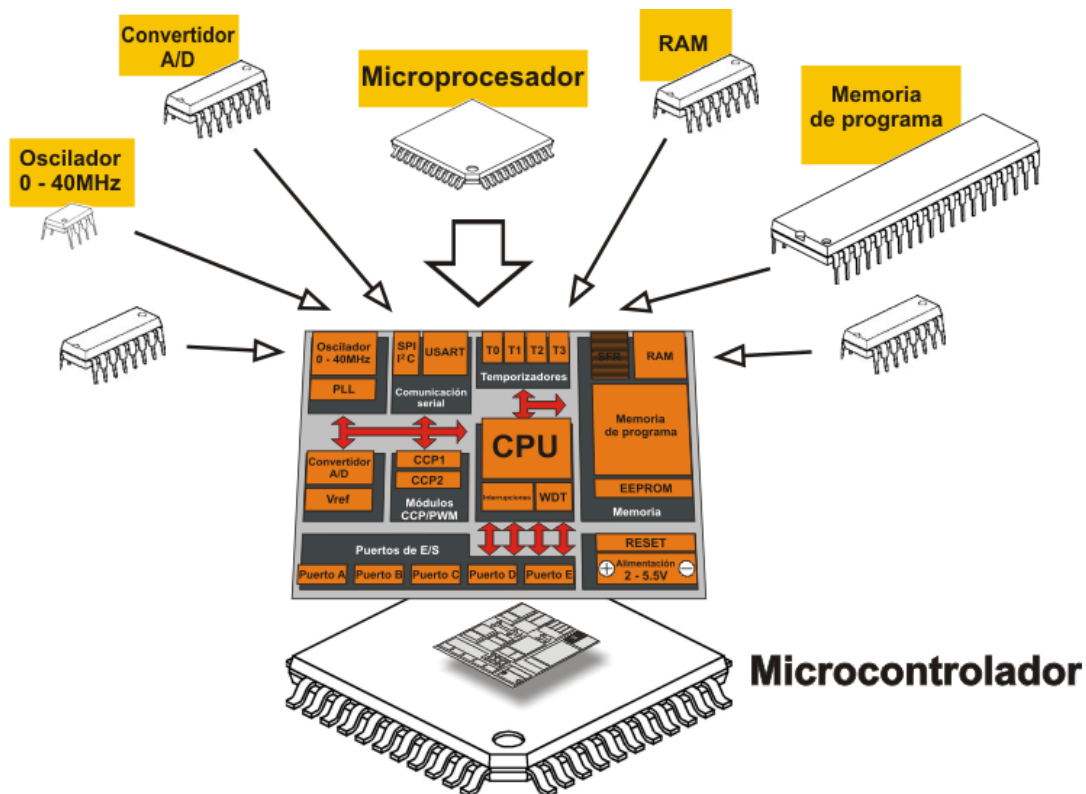 Convertidor
A/D
Microprocesador
RAM
Memoria
de programa
Oscilador
0 - 40MHz
Oscilador
0 - 40MHz
PLL
SPI
I²C
USART
Comunicación
serial
T0 T1 T2 T3
Temporizadores
SFR
RAM
Memoria
de programa
EEPROM
Memoria
Convertidor
A/D
Vref
CCP1
CCP2
Módulos
CCP/PWM
CPU
Interrupciones
WDT
Puertos de E/S
Puerto A Puerto B Puerto C Puerto D Puerto E
RESET
+ Alimentación -
2 - 5.5V
Microcontrolador